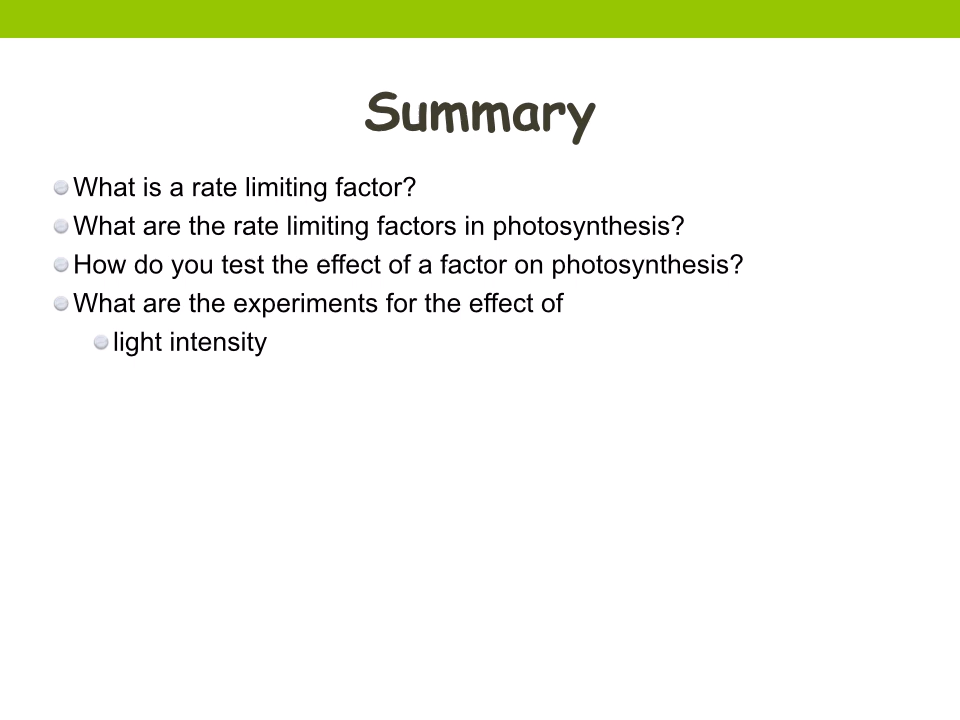 Summary
What is a rate limiting factor?
What are the rate limiting factors in photosynthesis?
How do you test the effect of a factor on photosynthesis?
What are the experiments for the effect of
light intensity